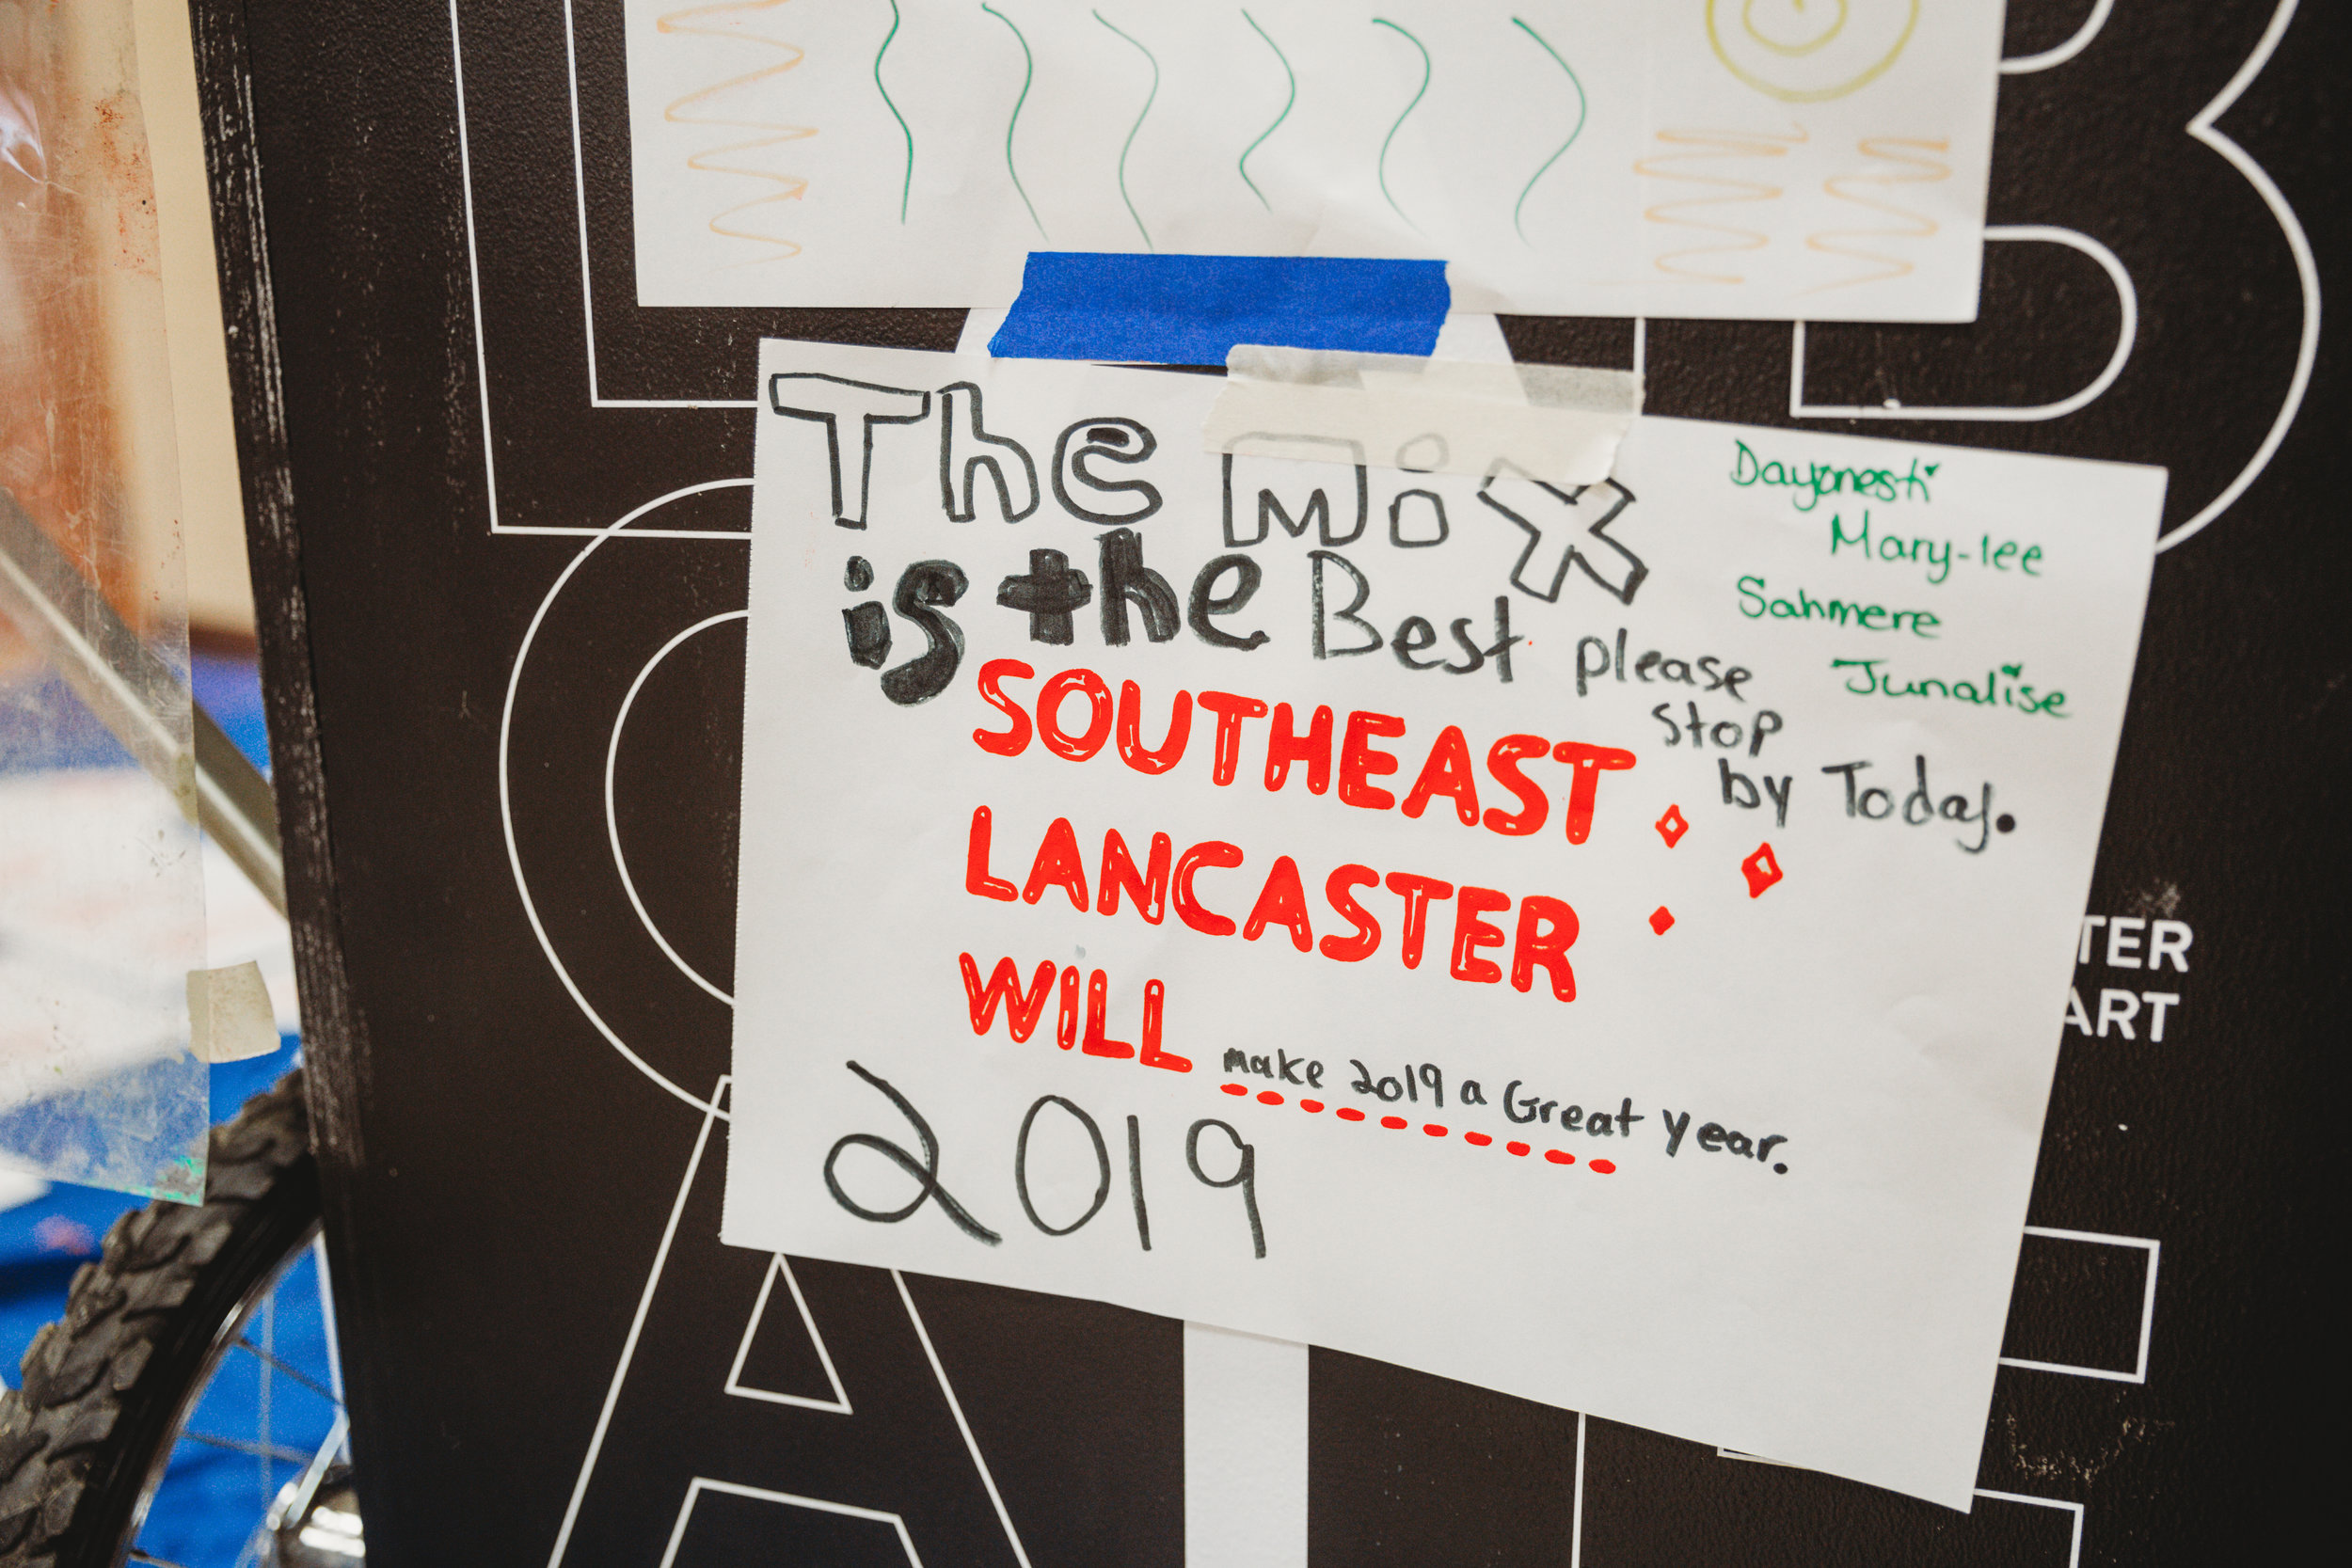 The Mix
is the Best please
stop
by Today.
Mary-lee
Sahmere
Junalise
SOUTHEAST
LANCASTER
WILL
make 2019 a Great Year.
2019
TER
ART